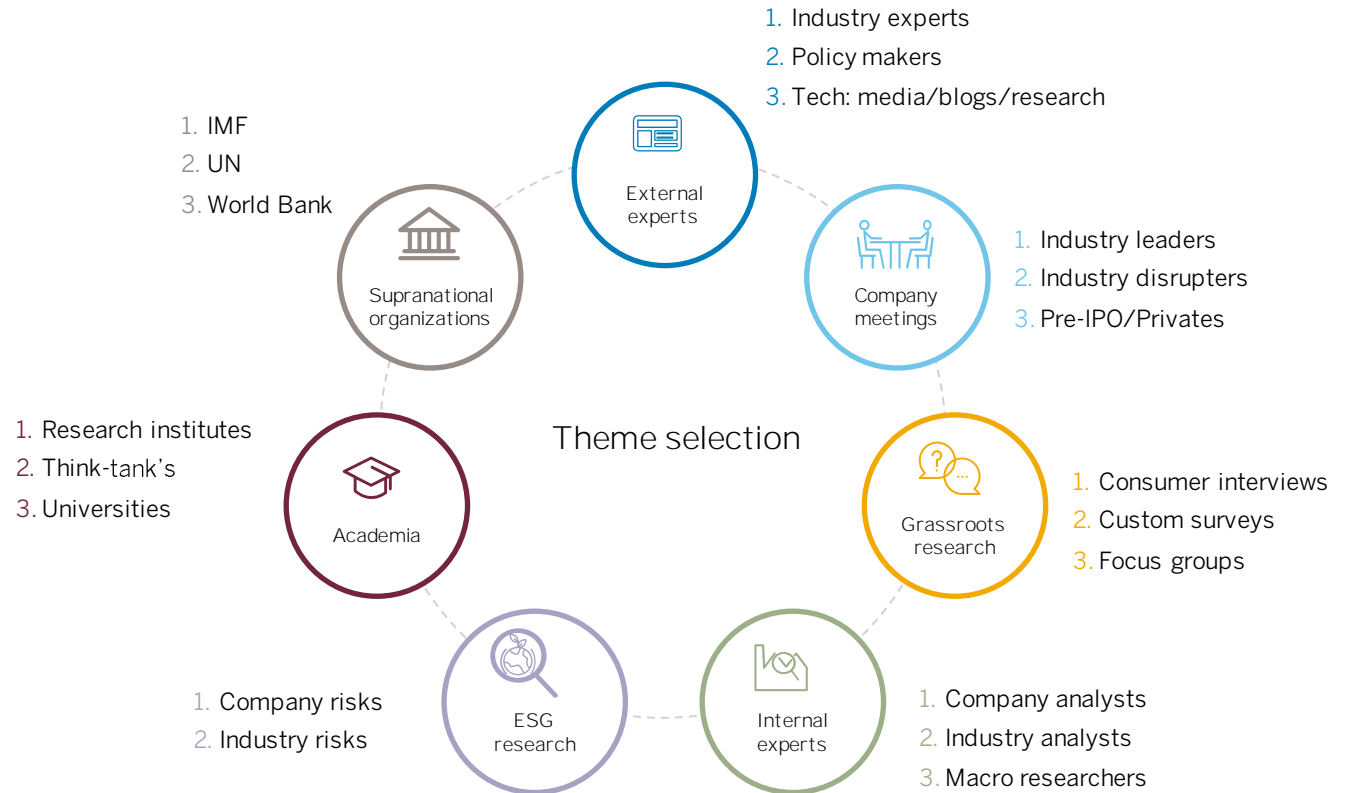 1. Industry experts
2. Policy makers
3. Tech: media/blogs/research
External
experts
1. IMF
2. UN
3. World Bank
Supranational
organizations
Company
meetings
1. Industry leaders
2. Industry disrupters
3. Pre-IPO/Privates
Theme selection
1. Research institutes
2. Think-tank's
3. Universities
Academia
?
...
Grassroots
research
1. Consumer interviews
2. Custom surveys
3. Focus groups
1. Company risks
2. Industry risks
ESG
research
Internal
experts
1. Company analysts
2. Industry analysts
3. Macro researchers